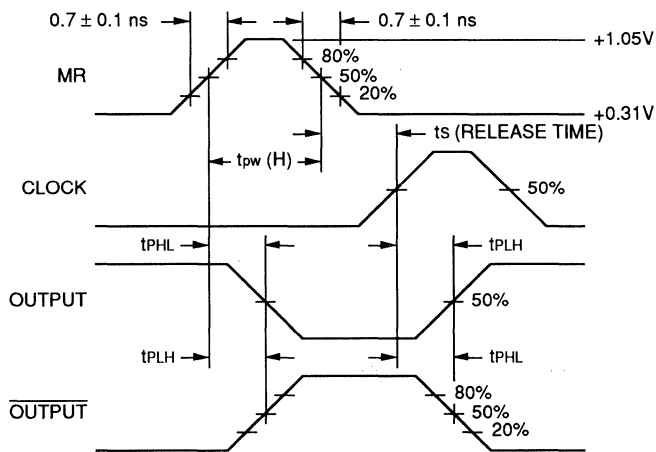 0.7 ± 0.1 ns
0.7 ± 0.1 ns
+1.05V
80%
MR
50%
20%
+0.31V
ts (RELEASE TIME)
tpw (H)
CLOCK
50%
tPHL
tPLH
OUTPUT
50%
tPLH
tPHL
80%
OUTPUT
50%
20%